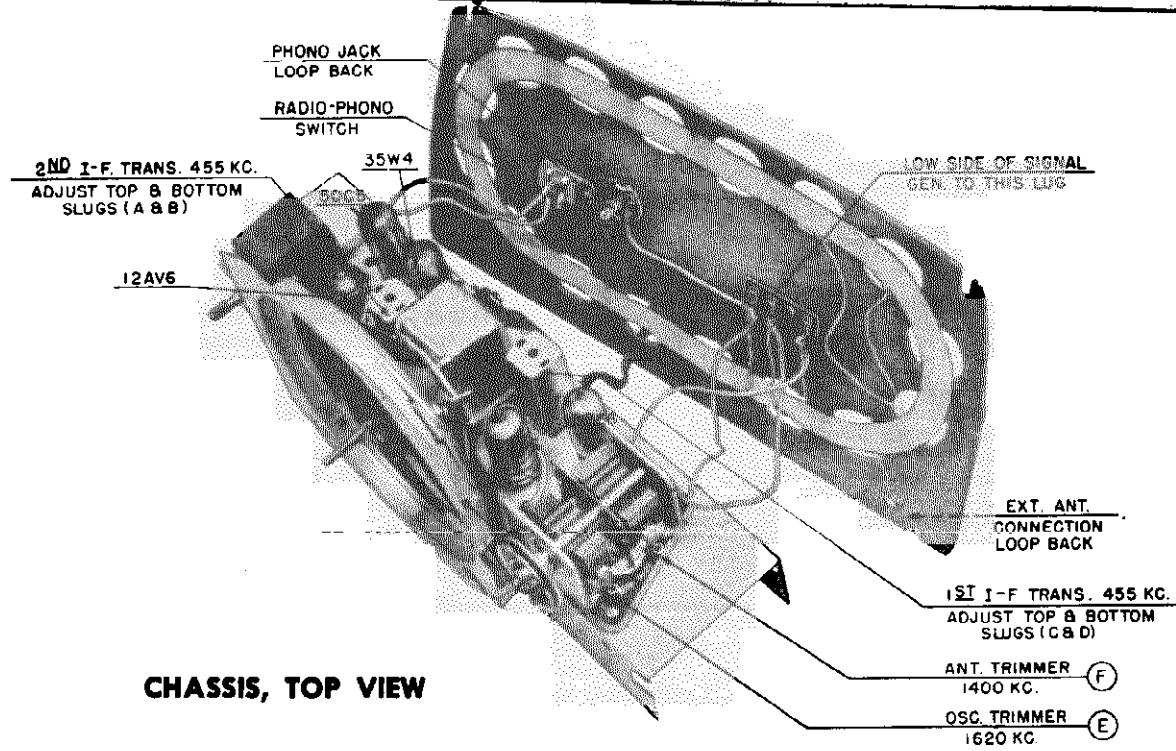 PHONO JACK
LOOP BACK
RADIO-PHONO
SWITCH
2ND I-F. TRANS. 455 KC.
ADJUST TOP & BOTTOM
SLUGS (A & B)
35W4
50C5
12AV6
LOW SIDE OF SIGNAL
GEN. TO THIS LUG
EXT. ANT.
CONNECTION
LOOP BACK
1ST I-F TRANS. 455 KC.
ADJUST TOP & BOTTOM
SLUGS (C & D)
ANT. TRIMMER
1400 KC.
F
OSC. TRIMMER
1620 KC.
E
CHASSIS, TOP VIEW